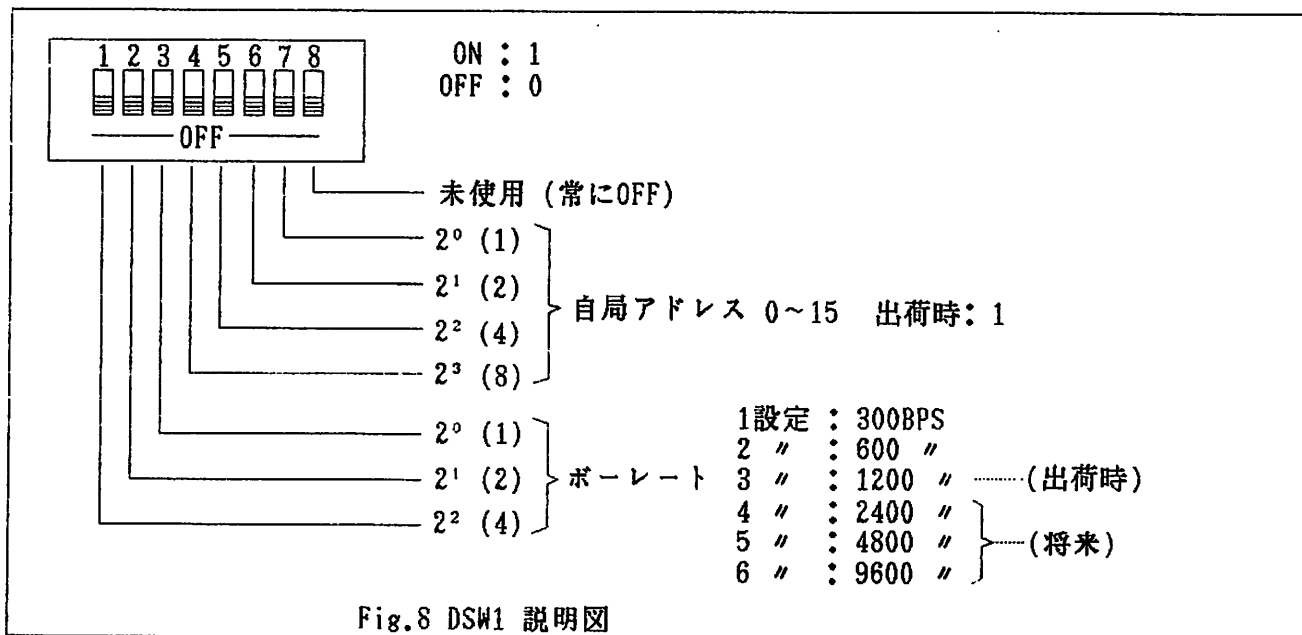 1 2 3 4 5 6 7 8
OFF
ON : 1
OFF : 0
未使用 (常にOFF)
2⁰ (1)
2¹ (2)
2² (4)
2³ (8)
自局アドレス 0~15 出荷時: 1
2⁰ (1)
2¹ (2)
2² (4)
ボーレート
1設定 : 300BPS
2 〃 : 600 〃
3 〃 : 1200 〃 ……(出荷時)
4 〃 : 2400 〃
5 〃 : 4800 〃 ……(将来)
6 〃 : 9600 〃
Fig.8 DSW1 説明図